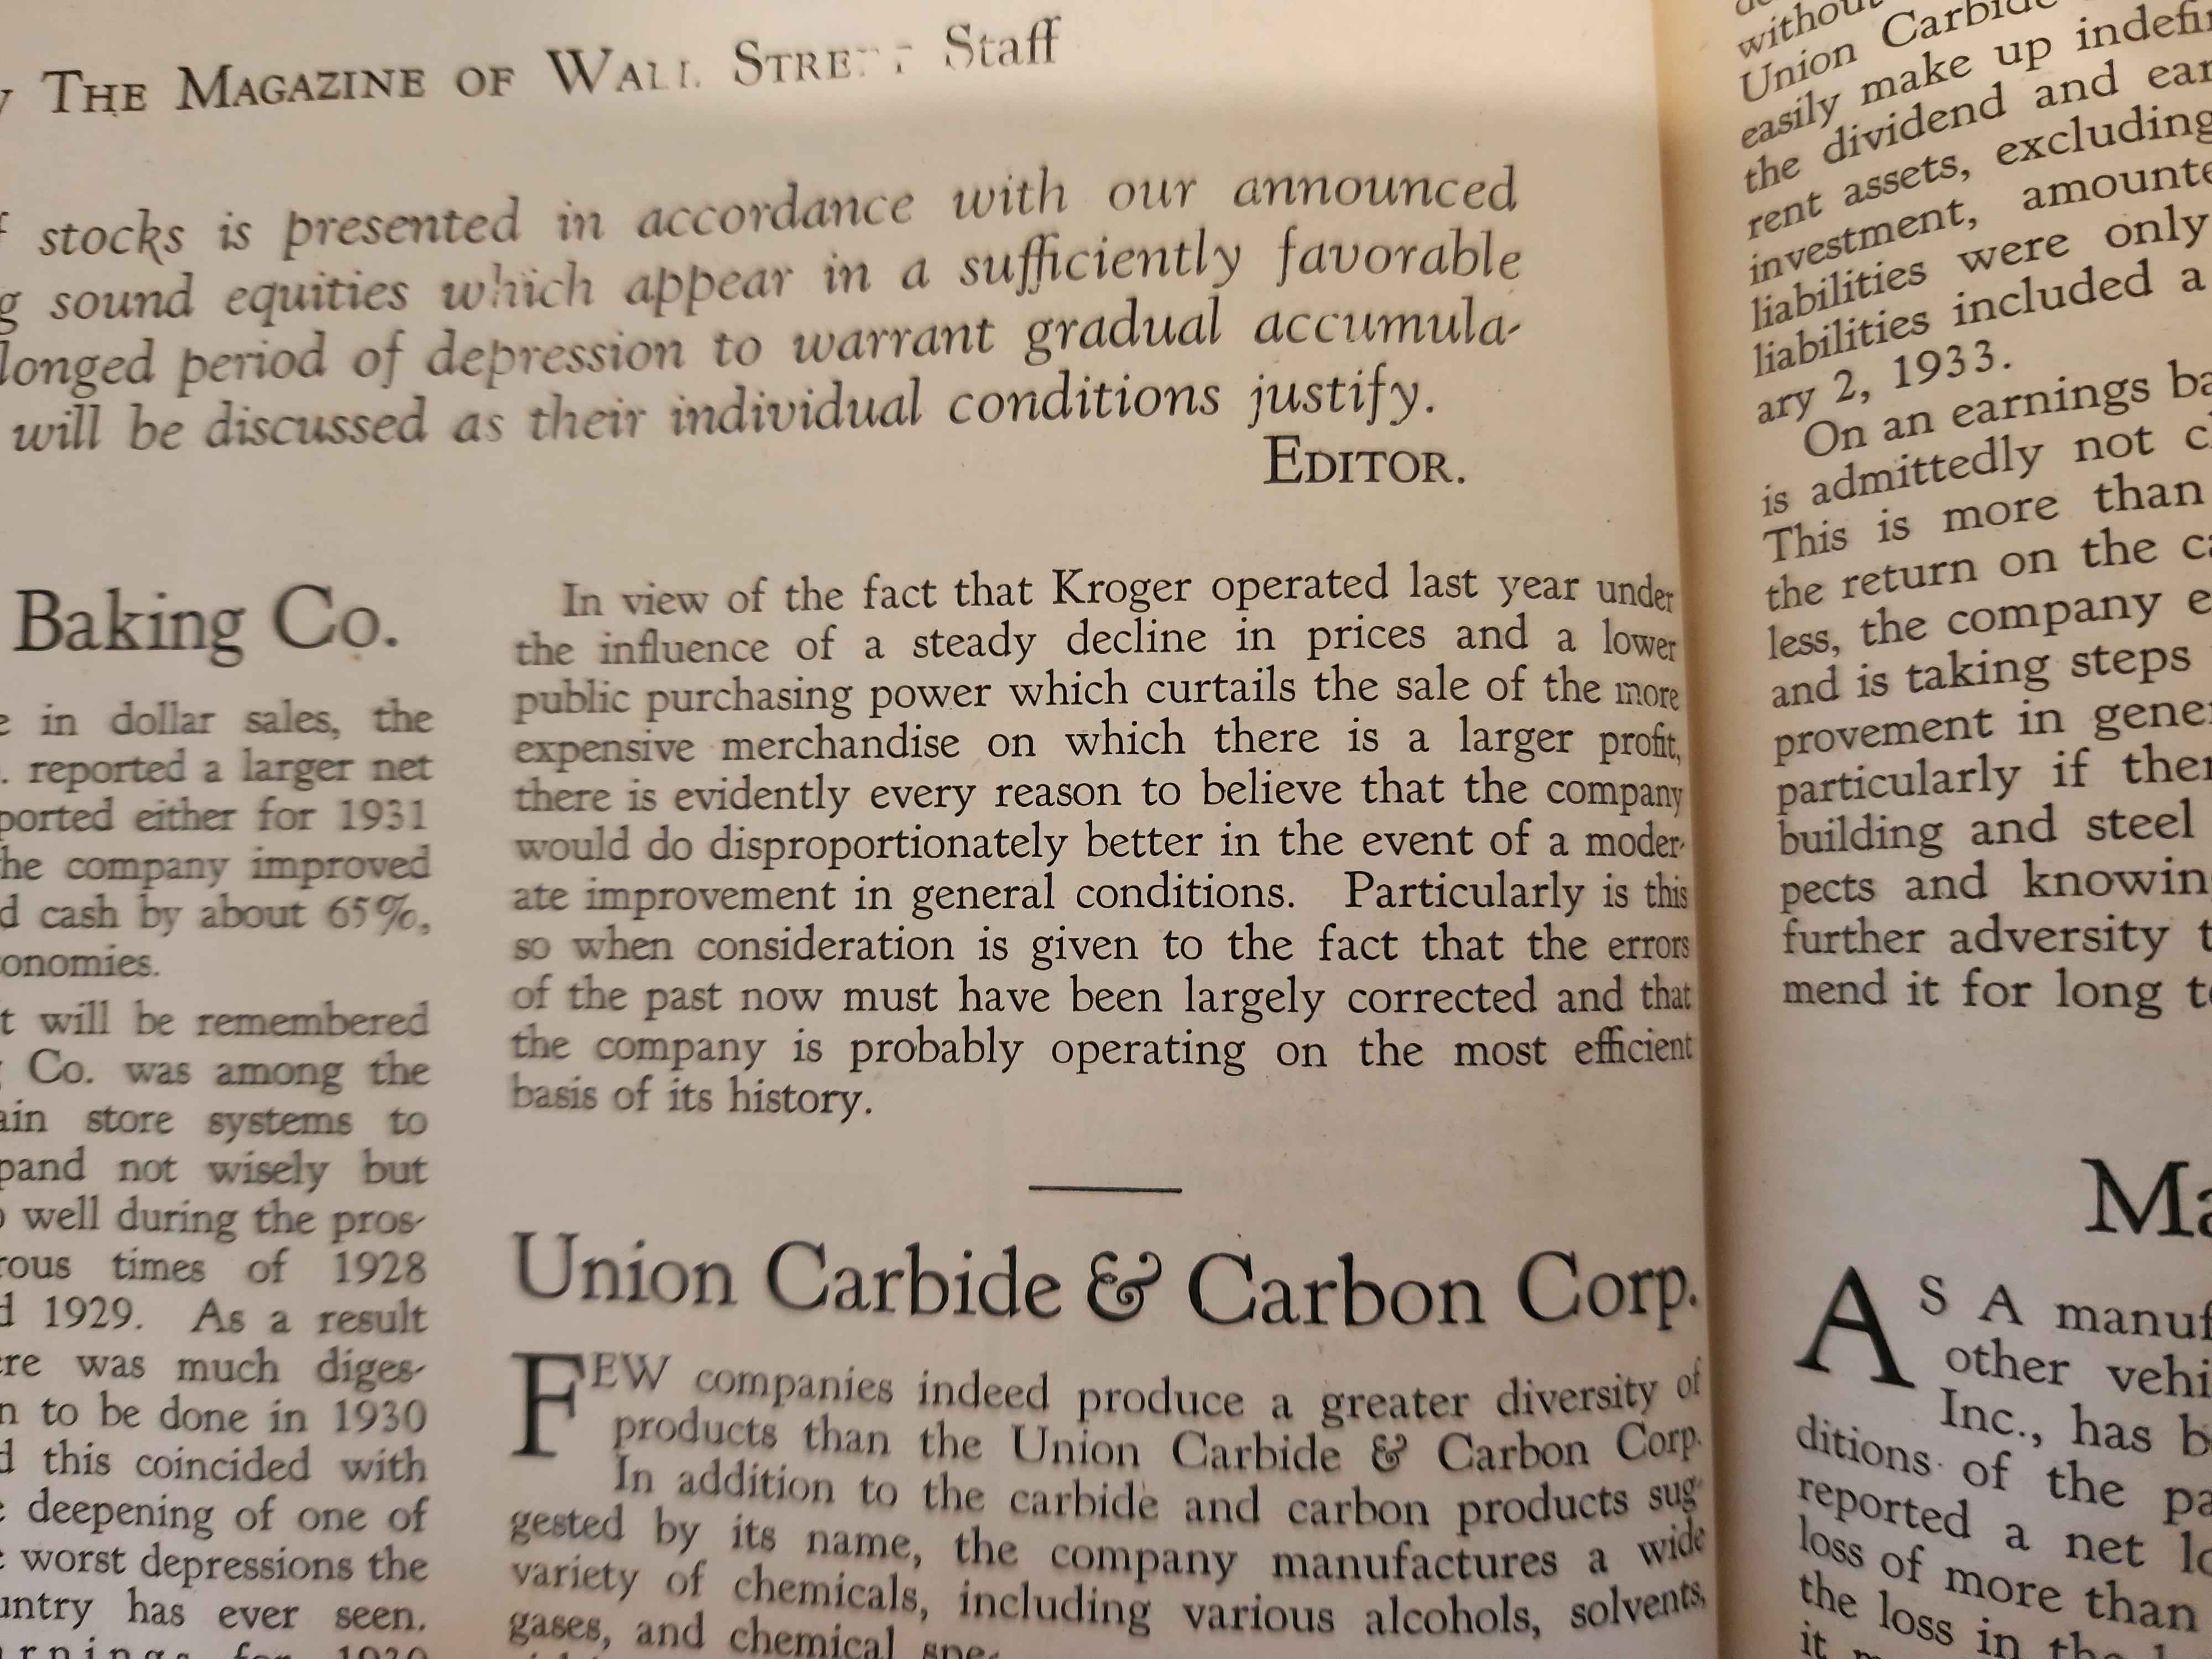 THE MAGAZINE OF WALL STREET Staff
stocks is presented in accordance with our announced
sound equities which appear in a sufficiently favorable
longed period of depression to warrant gradual accumula-
will be discussed as their individual conditions justify.
EDITOR.
Baking Co.
in dollar sales, the
reported a larger net
ported either for 1931
the company improved
cash by about 65%,
onomies.
will be remembered
Co. was among the
ain store systems to
pand not wisely but
well during the pros-
rous times of 1928
1929. As a result
ere was much diges-
to be done in 1930
this coincided with
deepening of one of
worst depressions the
untry has ever seen.
In view of the fact that Kroger operated last year under
the influence of a steady decline in prices and a lower
public purchasing power which curtails the sale of the more
expensive merchandise on which there is a larger profit,
there is evidently every reason to believe that the company
would do disproportionately better in the event of a moder-
ate improvement in general conditions. Particularly is this
so when consideration is given to the fact that the errors
of the past now must have been largely corrected and that
the company is probably operating on the most efficient
basis of its history.
Union Carbide & Carbon Corp.
FEW companies indeed produce a greater diversity of
products than the Union Carbide & Carbon Corp.
In addition to the carbide and carbon products sug-
gested by its name, the company manufactures a wide
variety of chemicals, including various alcohols, solvents,
gases, and chemical spe-
without
Union Carbide
easily make up indefi
the dividend and ear
rent assets, excluding
investment, amounte
liabilities were only
liabilities included a
ary 2, 1933.
On an earnings ba
is admittedly not c
This is more than
the return on the ca
less, the company e
and is taking steps
provement in gener
particularly if ther
building and steel
pects and knowin
further adversity t
mend it for long t
Ma
AS A manuf
other vehi
Inc., has b
ditions of the pa
reported a net lo
loss of more than
the loss in the
it